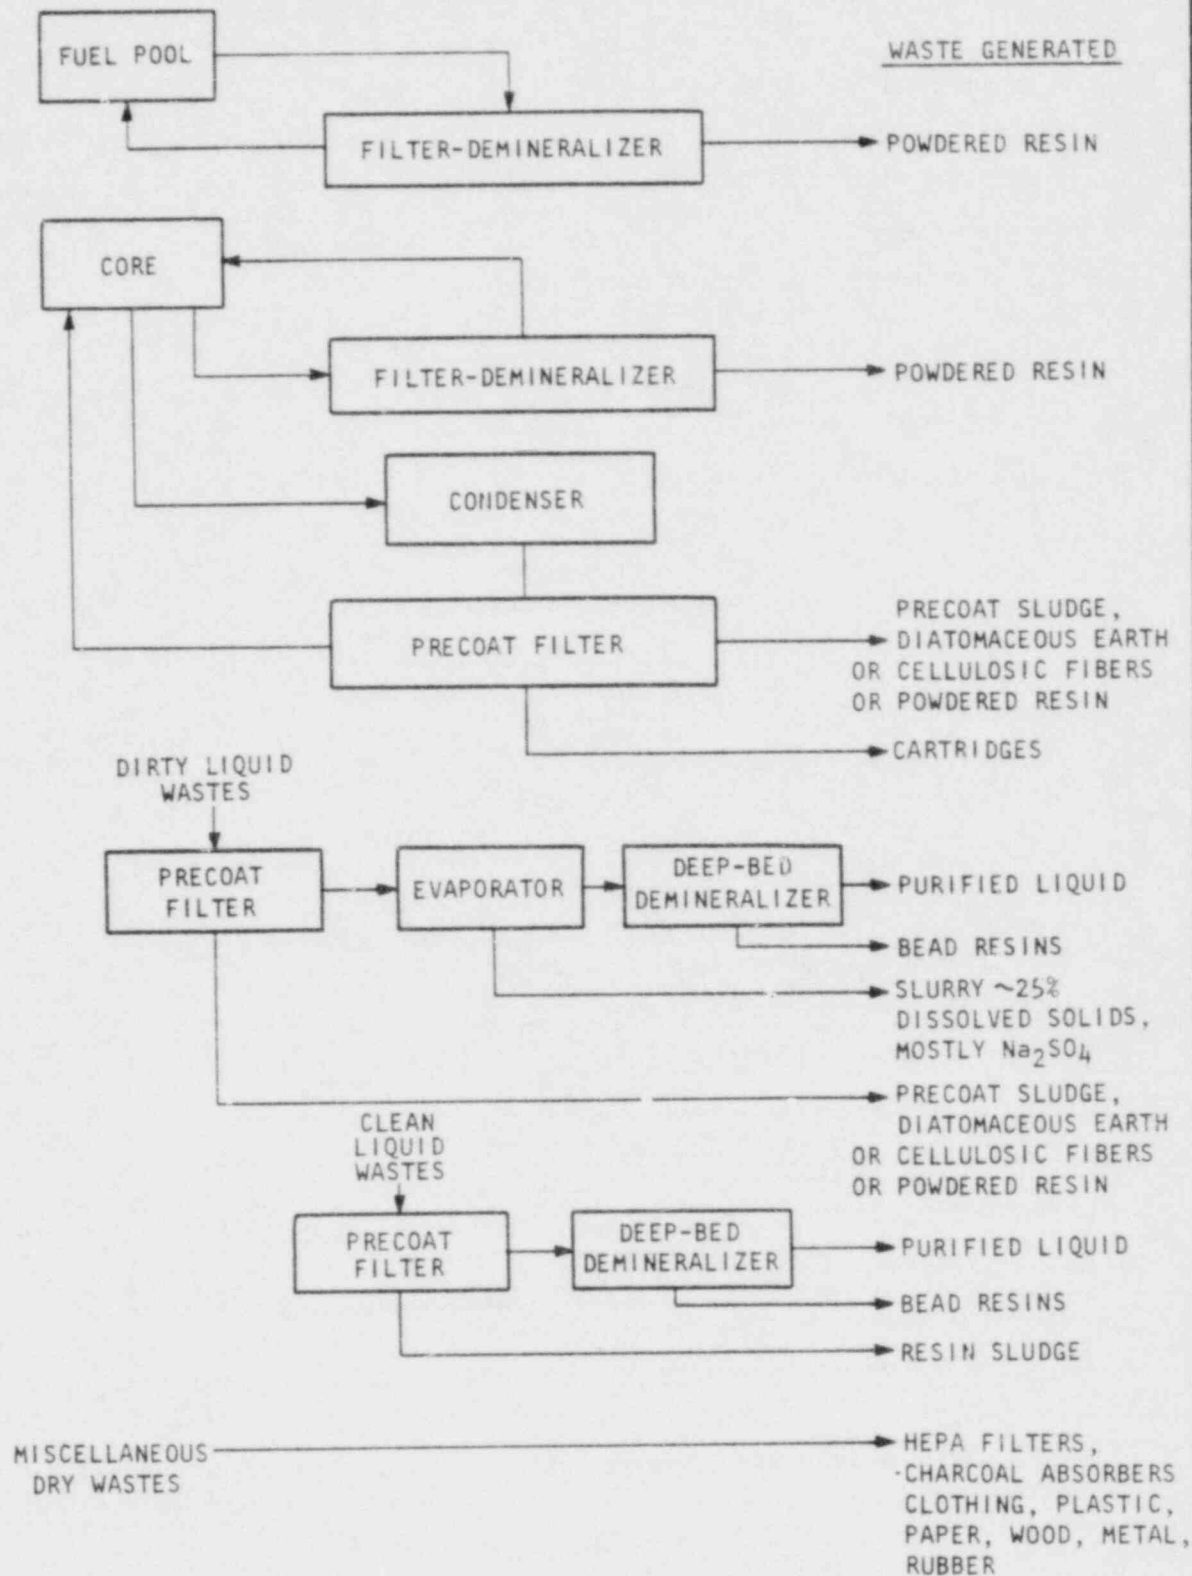 FUEL POOL
WASTE GENERATED
FILTER-DEMINERALIZER
POWDERED RESIN
CORE
FILTER-DEMINERALIZER
POWDERED RESIN
CONDENSER
PRECOAT FILTER
PRECOAT SLUDGE,
DIATOMACEOUS EARTH
OR CELLULOSIC FIBERS
OR POWDERED RESIN
CARTRIDGES
DIRTY LIQUID
WASTES
PRECOAT
FILTER
EVAPORATOR
DEEP-BED
DEMINERALIZER
PURIFIED LIQUID
BEAD RESINS
SLURRY ~25%
DISSOLVED SOLIDS,
MOSTLY Na₂SO₄
PRECOAT SLUDGE,
DIATOMACEOUS EARTH
OR CELLULOSIC FIBERS
OR POWDERED RESIN
CLEAN
LIQUID
WASTES
PRECOAT
FILTER
DEEP-BED
DEMINERALIZER
PURIFIED LIQUID
BEAD RESINS
RESIN SLUDGE
MISCELLANEOUS
DRY WASTES
HEPA FILTERS,
CHARCOAL ABSORBERS
CLOTHING, PLASTIC,
PAPER, WOOD, METAL,
RUBBER